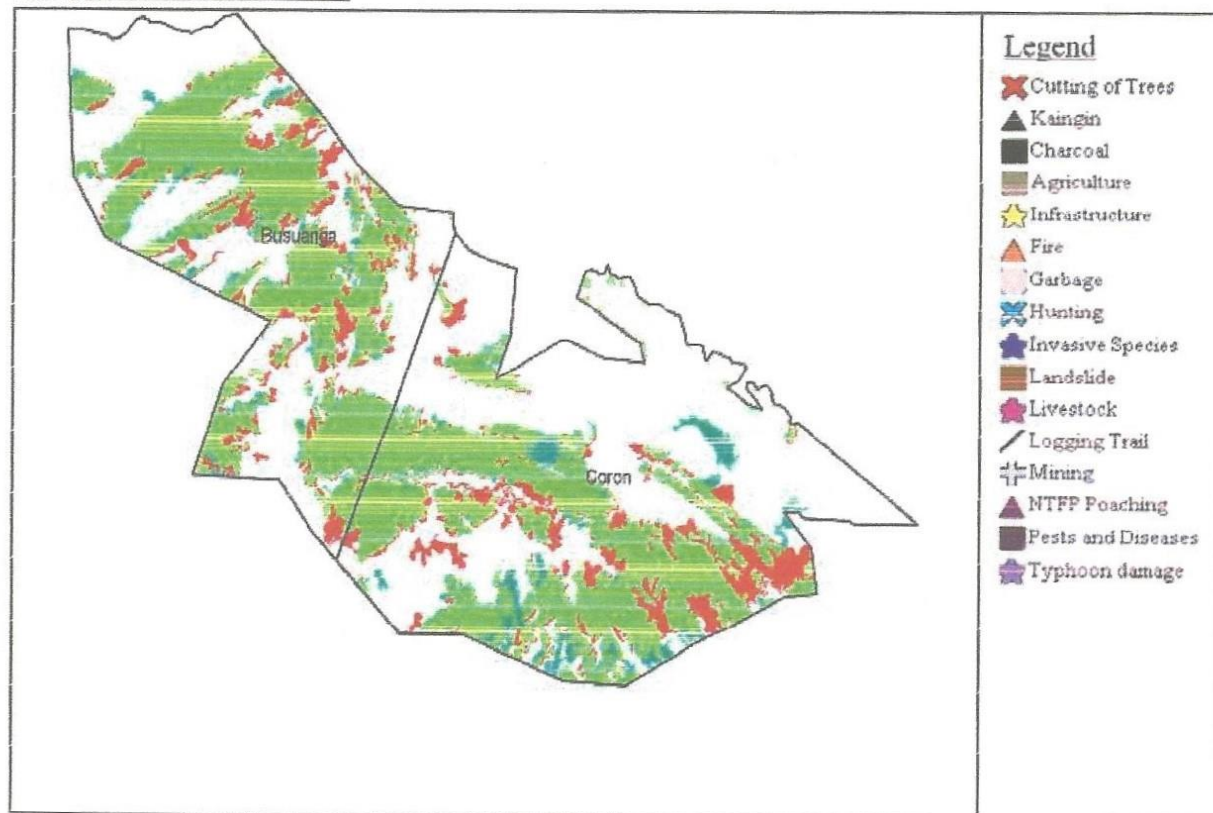 Legend
Cutting of Trees
Kaingin
Charcoal
Agriculture
Infrastructure
Fire
Garbage
Hunting
Invasive Species
Landslide
Livestock
Logging Trail
Mining
NTFP Poaching
Pests and Diseases
Typhoon damage
Busuanga
Coron